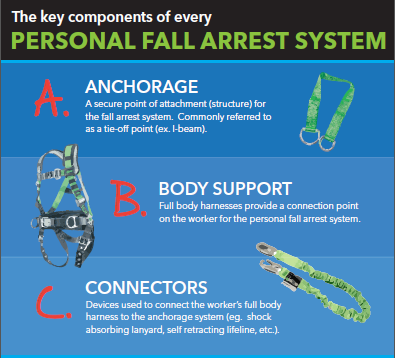 The key components of every
PERSONAL FALL ARREST SYSTEM
A.
ANCHORAGE
A secure point of attachment (structure) for
the fall arrest system. Commonly referred to
as a tie-off point (ex. I-beam).
B.
BODY SUPPORT
Full body harnesses provide a connection point
on the worker for the personal fall arrest system.
C.
CONNECTORS
Devices used to connect the worker's full body
harness to the anchorage system (eg. shock
absorbing lanyard, self retracting lifeline, etc.).